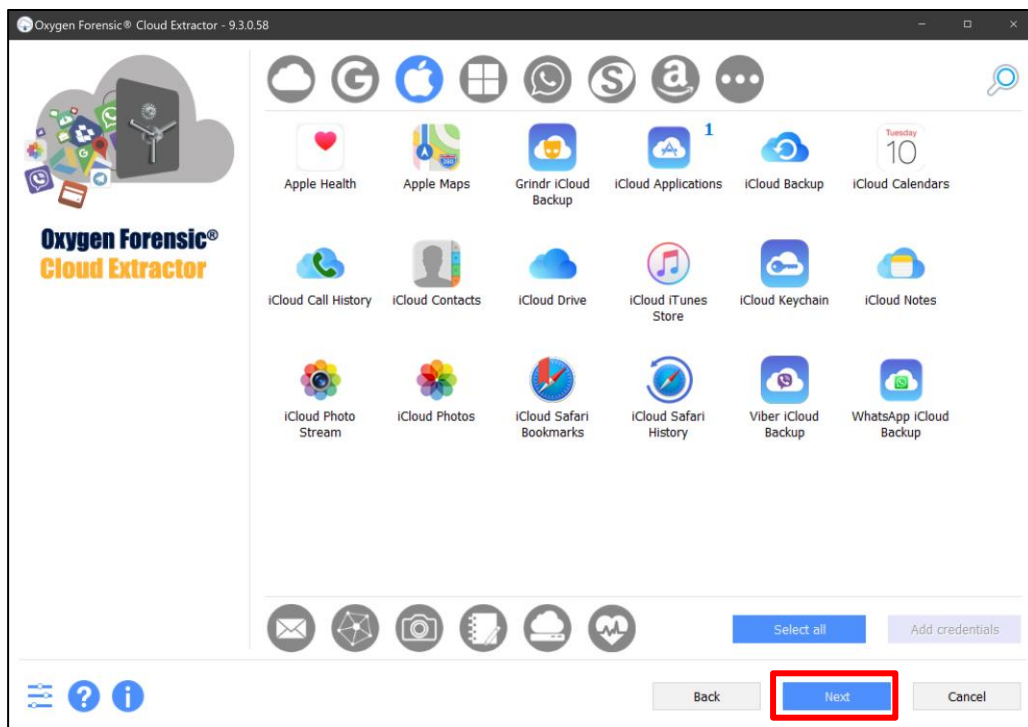 Oxygen Forensic® Cloud Extractor - 9.3.0.58
Oxygen Forensic®
Cloud Extractor
Apple Health
Apple Maps
Grindr iCloud
Backup
1
iCloud Applications
iCloud Backup
Tuesday
10
iCloud Calendars
iCloud Call History
iCloud Contacts
iCloud Drive
iCloud iTunes
Store
iCloud Keychain
iCloud Notes
iCloud Photo
Stream
iCloud Photos
iCloud Safari
Bookmarks
iCloud Safari
History
Viber iCloud
Backup
WhatsApp iCloud
Backup
Select all
Add credentials
Back
Next
Cancel